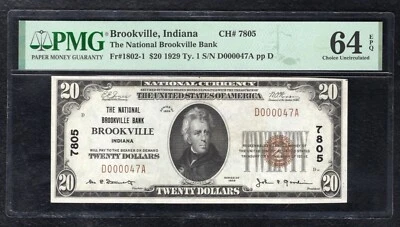 PMG
PAPER MONEY GUARANTY
Brookville, Indiana CH# 7805
The National Brookville Bank
Fr#1802-1 $20 1929 Ty. 1 S/N D000047A pp D
64 EPQ
Choice Uncirculated
NATIONAL CURRENCY
THE UNITED STATES OF AMERICA
20
20
D
THE NATIONAL
BROOKVILLE BANK
BROOKVILLE
INDIANA
WILL PAY TO THE BEARER ON DEMAND
TWENTY DOLLARS
D000047A
D000047A
7805
7805
20
TWENTY DOLLARS
20